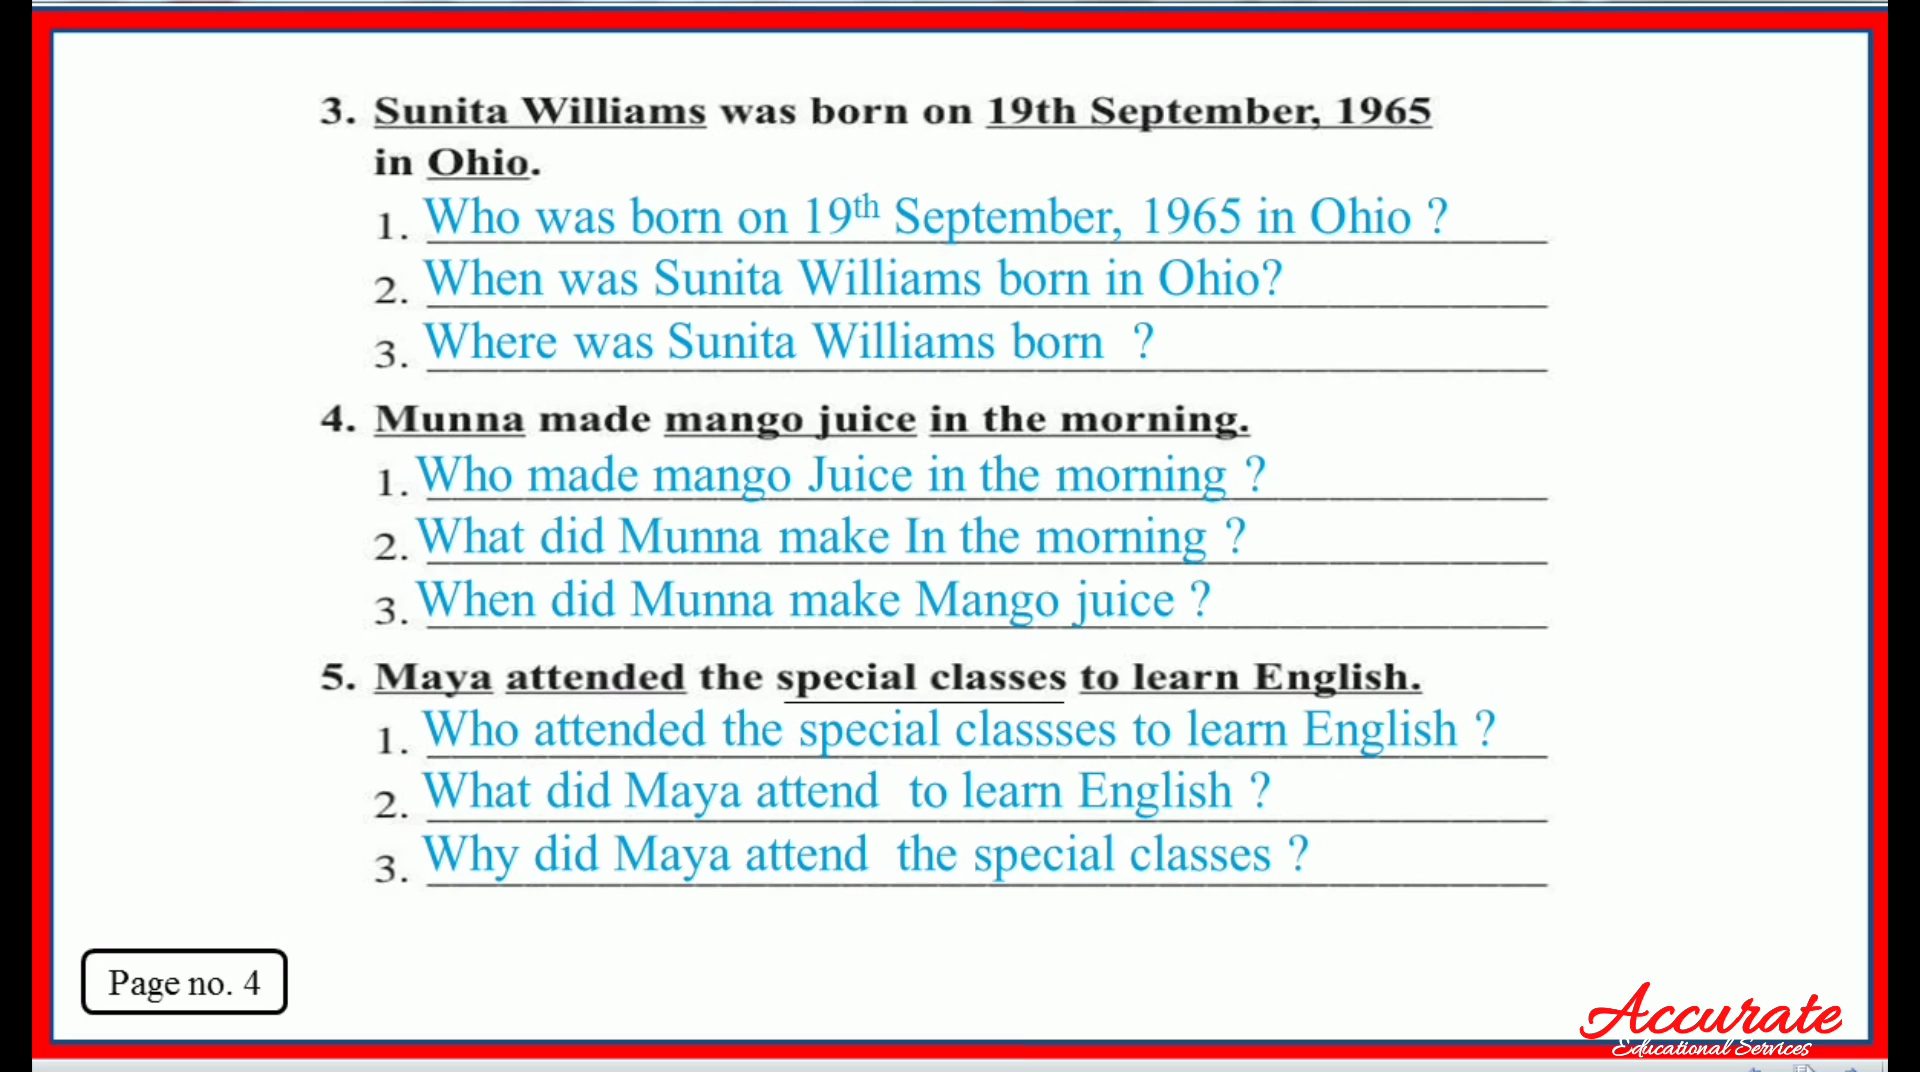 3. Sunita Williams was born on 19th September, 1965
in Ohio.
1. Who was born on 19th September, 1965 in Ohio ?
2. When was Sunita Williams born in Ohio?
3. Where was Sunita Williams born ?
4. Munna made mango juice in the morning.
1. Who made mango Juice in the morning ?
2. What did Munna make In the morning ?
3. When did Munna make Mango juice ?
5. Maya attended the special classes to learn English.
1. Who attended the special classses to learn English ?
2. What did Maya attend to learn English ?
3. Why did Maya attend the special classes ?
Page no. 4
Accurate
Educational Services